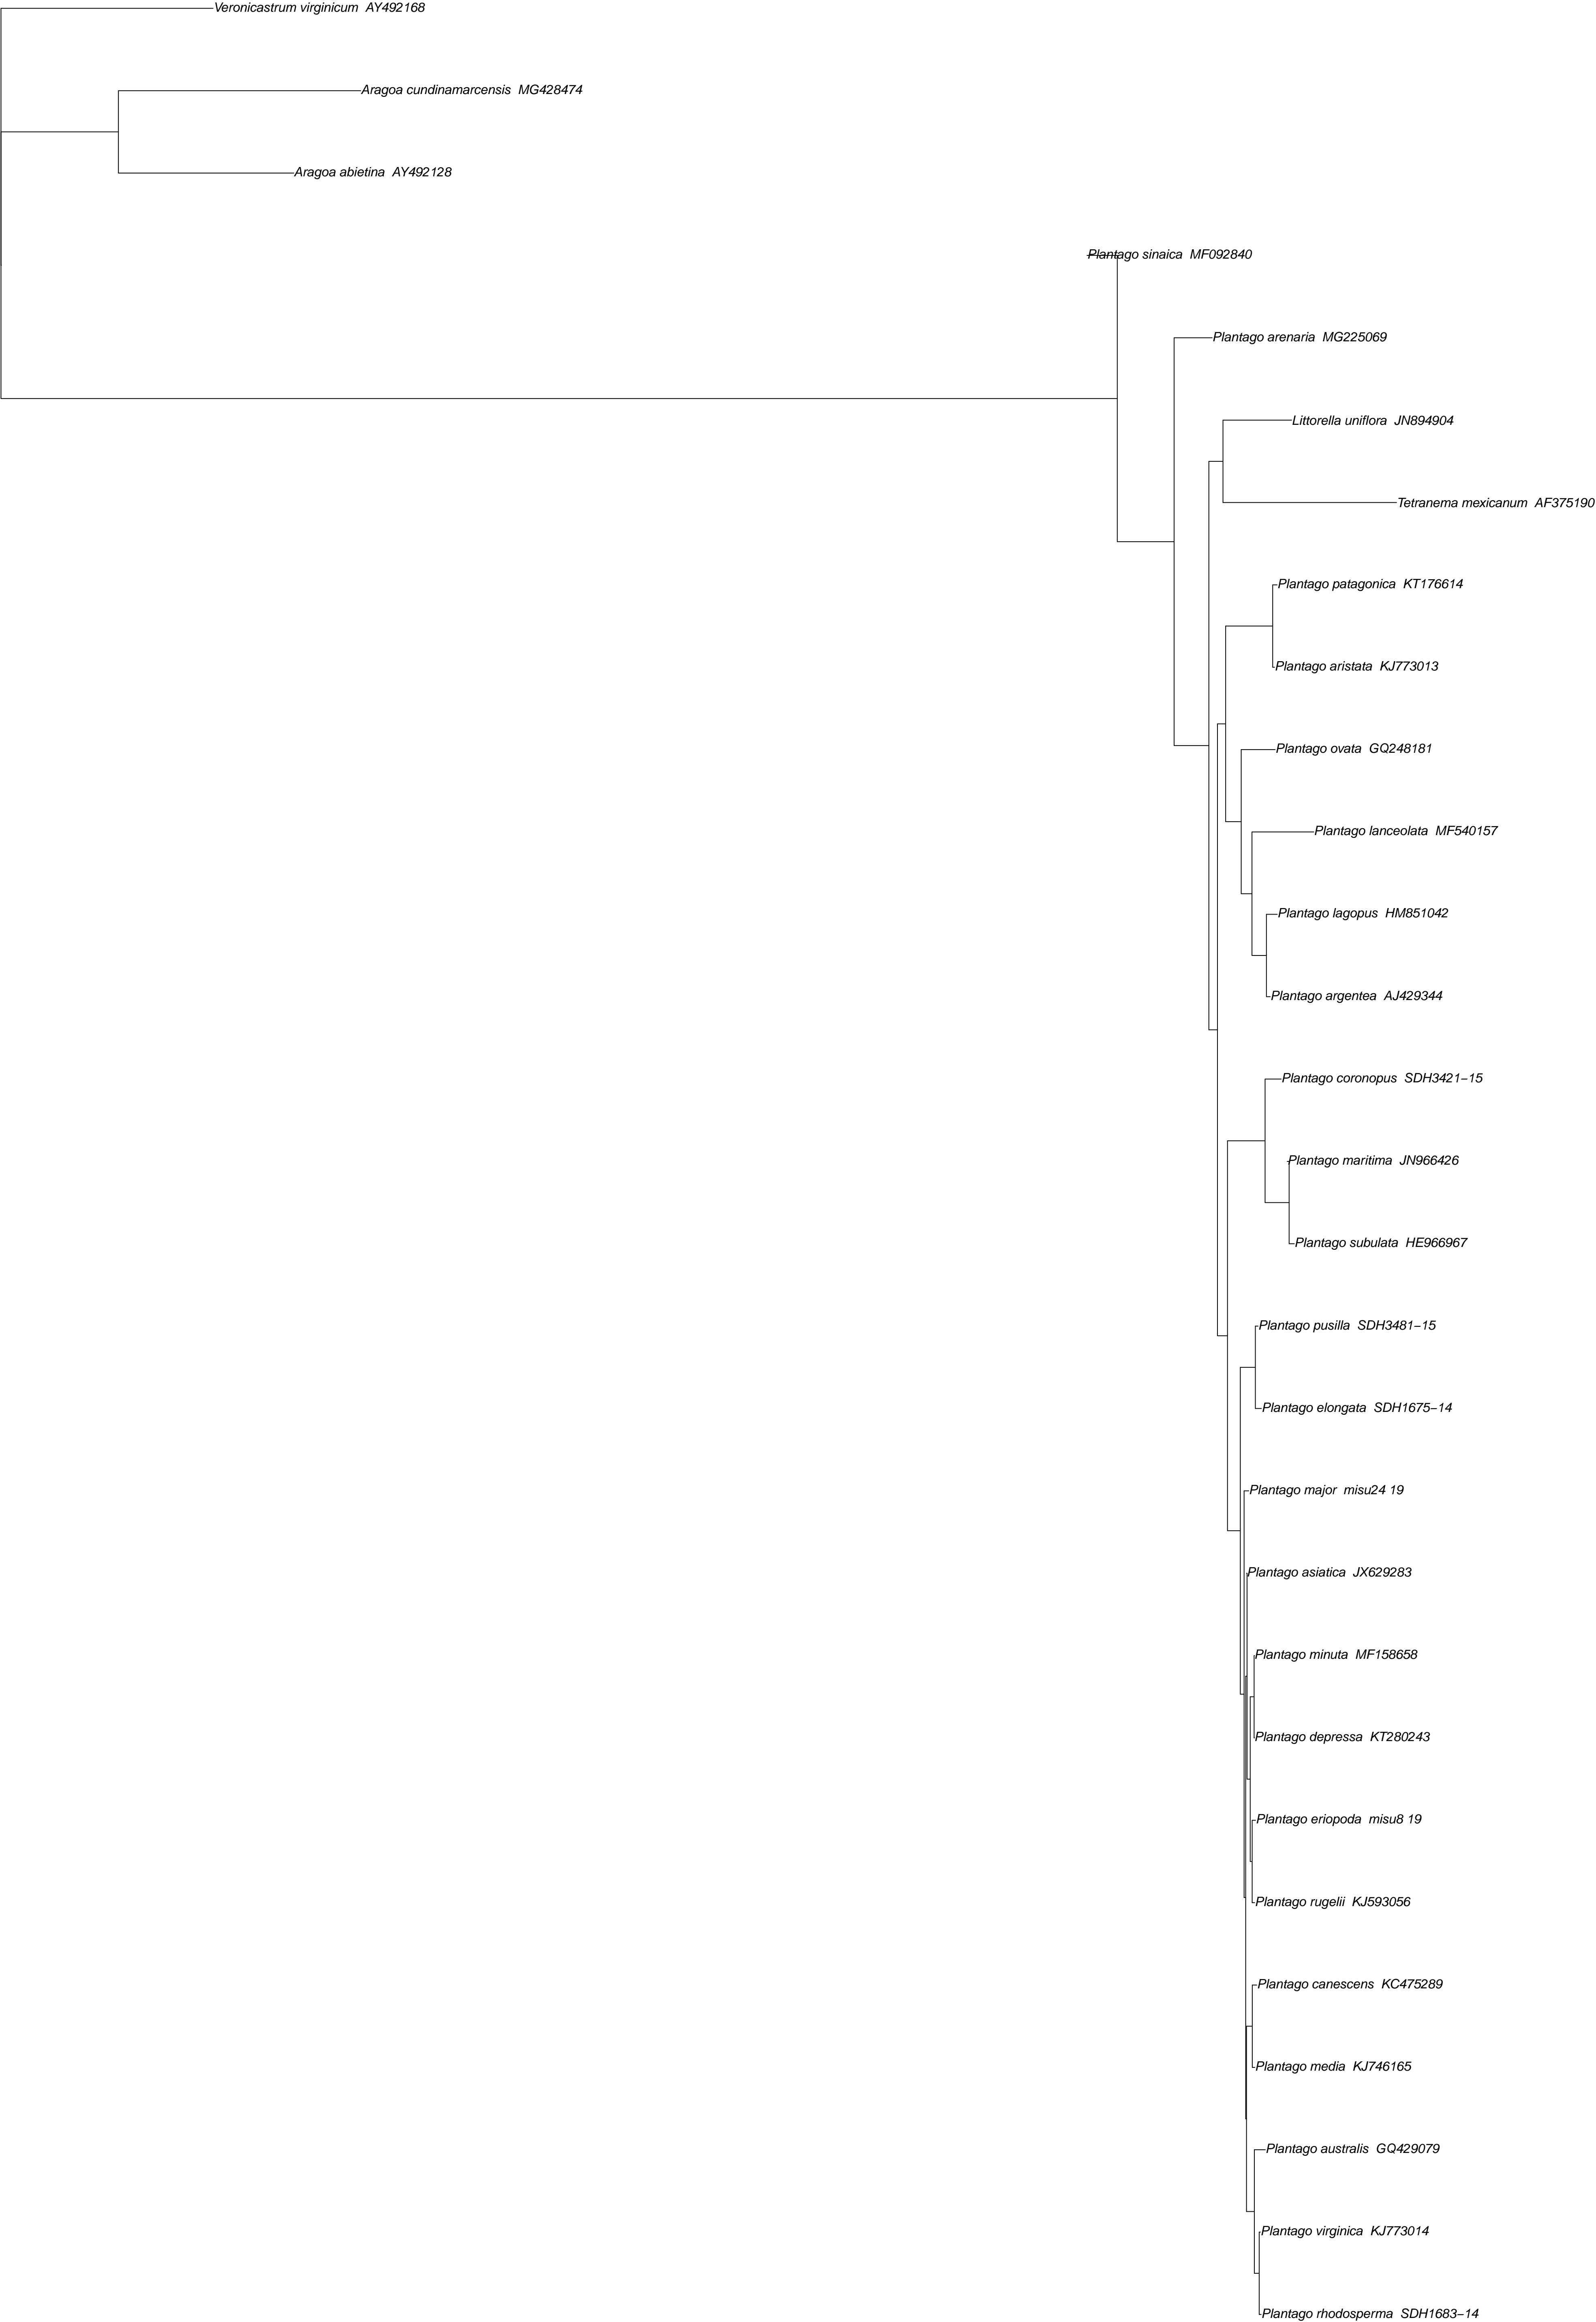 Veronicastrum virginicum AY492168
Aragoa cundinamarcensis MG428474
Aragoa abietina AY492128
Plantago sinaica MF092840
Plantago arenaria MG225069
Littorella uniflora JN894904
Tetranema mexicanum AF375190
Plantago patagonica KT176614
Plantago aristata KJ773013
Plantago ovata GQ248181
Plantago lanceolata MF540157
Plantago lagopus HM851042
Plantago argentea AJ429344
Plantago coronopus SDH3421–15
Plantago maritima JN966426
Plantago subulata HE966967
Plantago pusilla SDH3481–15
Plantago elongata SDH1675–14
Plantago major misu24 19
Plantago asiatica JX629283
Plantago minuta MF158658
Plantago depressa KT280243
Plantago eriopoda misu8 19
Plantago rugelii KJ593056
Plantago canescens KC475289
Plantago media KJ746165
Plantago australis GQ429079
Plantago virginica KJ773014
Plantago rhodosperma SDH1683–14